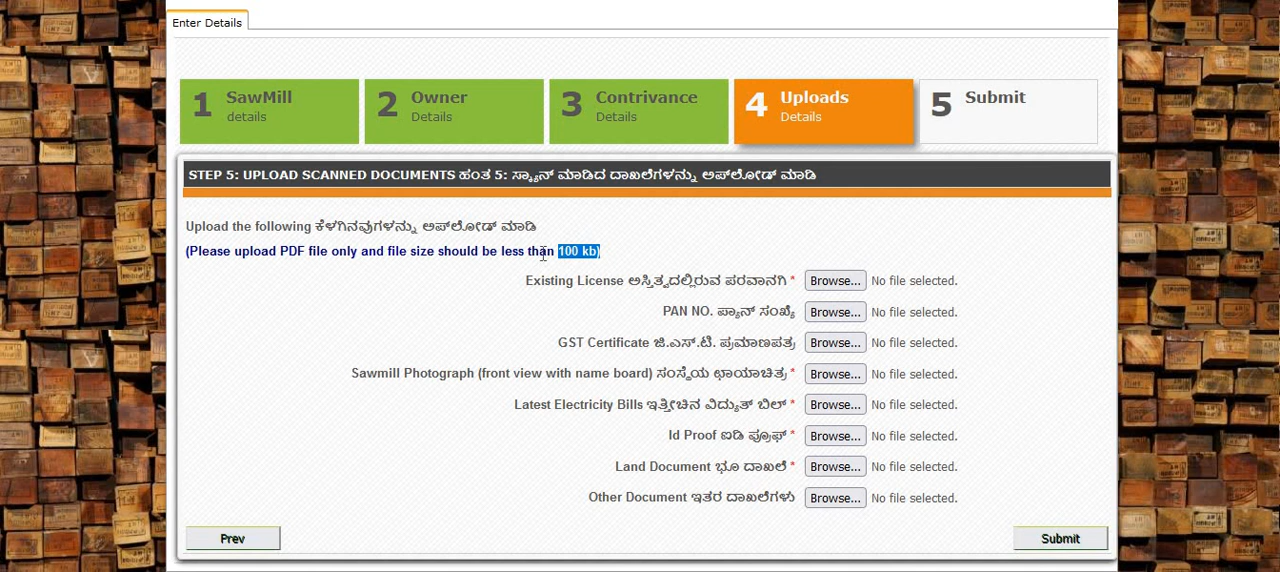 Enter Details
1 SawMill details
2 Owner Details
3 Contrivance Details
4 Uploads Details
5 Submit
STEP 5: UPLOAD SCANNED DOCUMENTS ಹಂತ 5: ಸ್ಕ್ಯಾನ್ ಮಾಡಿದ ದಾಖಲೆಗಳನ್ನು ಅಪ್‌ಲೋಡ್ ಮಾಡಿ
Upload the following ಕೆಳಗಿನವುಗಳನ್ನು ಅಪ್‌ಲೋಡ್ ಮಾಡಿ
(Please upload PDF file only and file size should be less than 100 kb)
Existing License ಅಸ್ತಿತ್ವದಲ್ಲಿರುವ ಪರವಾನಗಿ * Browse... No file selected.
PAN NO. ಪ್ಯಾನ್ ಸಂಖ್ಯೆ Browse... No file selected.
GST Certificate ಜಿ.ಎಸ್.ಟಿ. ಪ್ರಮಾಣಪತ್ರ Browse... No file selected.
Sawmill Photograph (front view with name board) ಸಂಸ್ಥೆಯ ಛಾಯಾಚಿತ್ರ * Browse... No file selected.
Latest Electricity Bills ಇತ್ತೀಚಿನ ವಿದ್ಯುತ್ ಬಿಲ್ * Browse... No file selected.
Id Proof ಐಡಿ ಪ್ರೂಫ್ * Browse... No file selected.
Land Document ಭೂ ದಾಖಲೆ * Browse... No file selected.
Other Document ಇತರ ದಾಖಲೆಗಳು Browse... No file selected.
Prev Submit